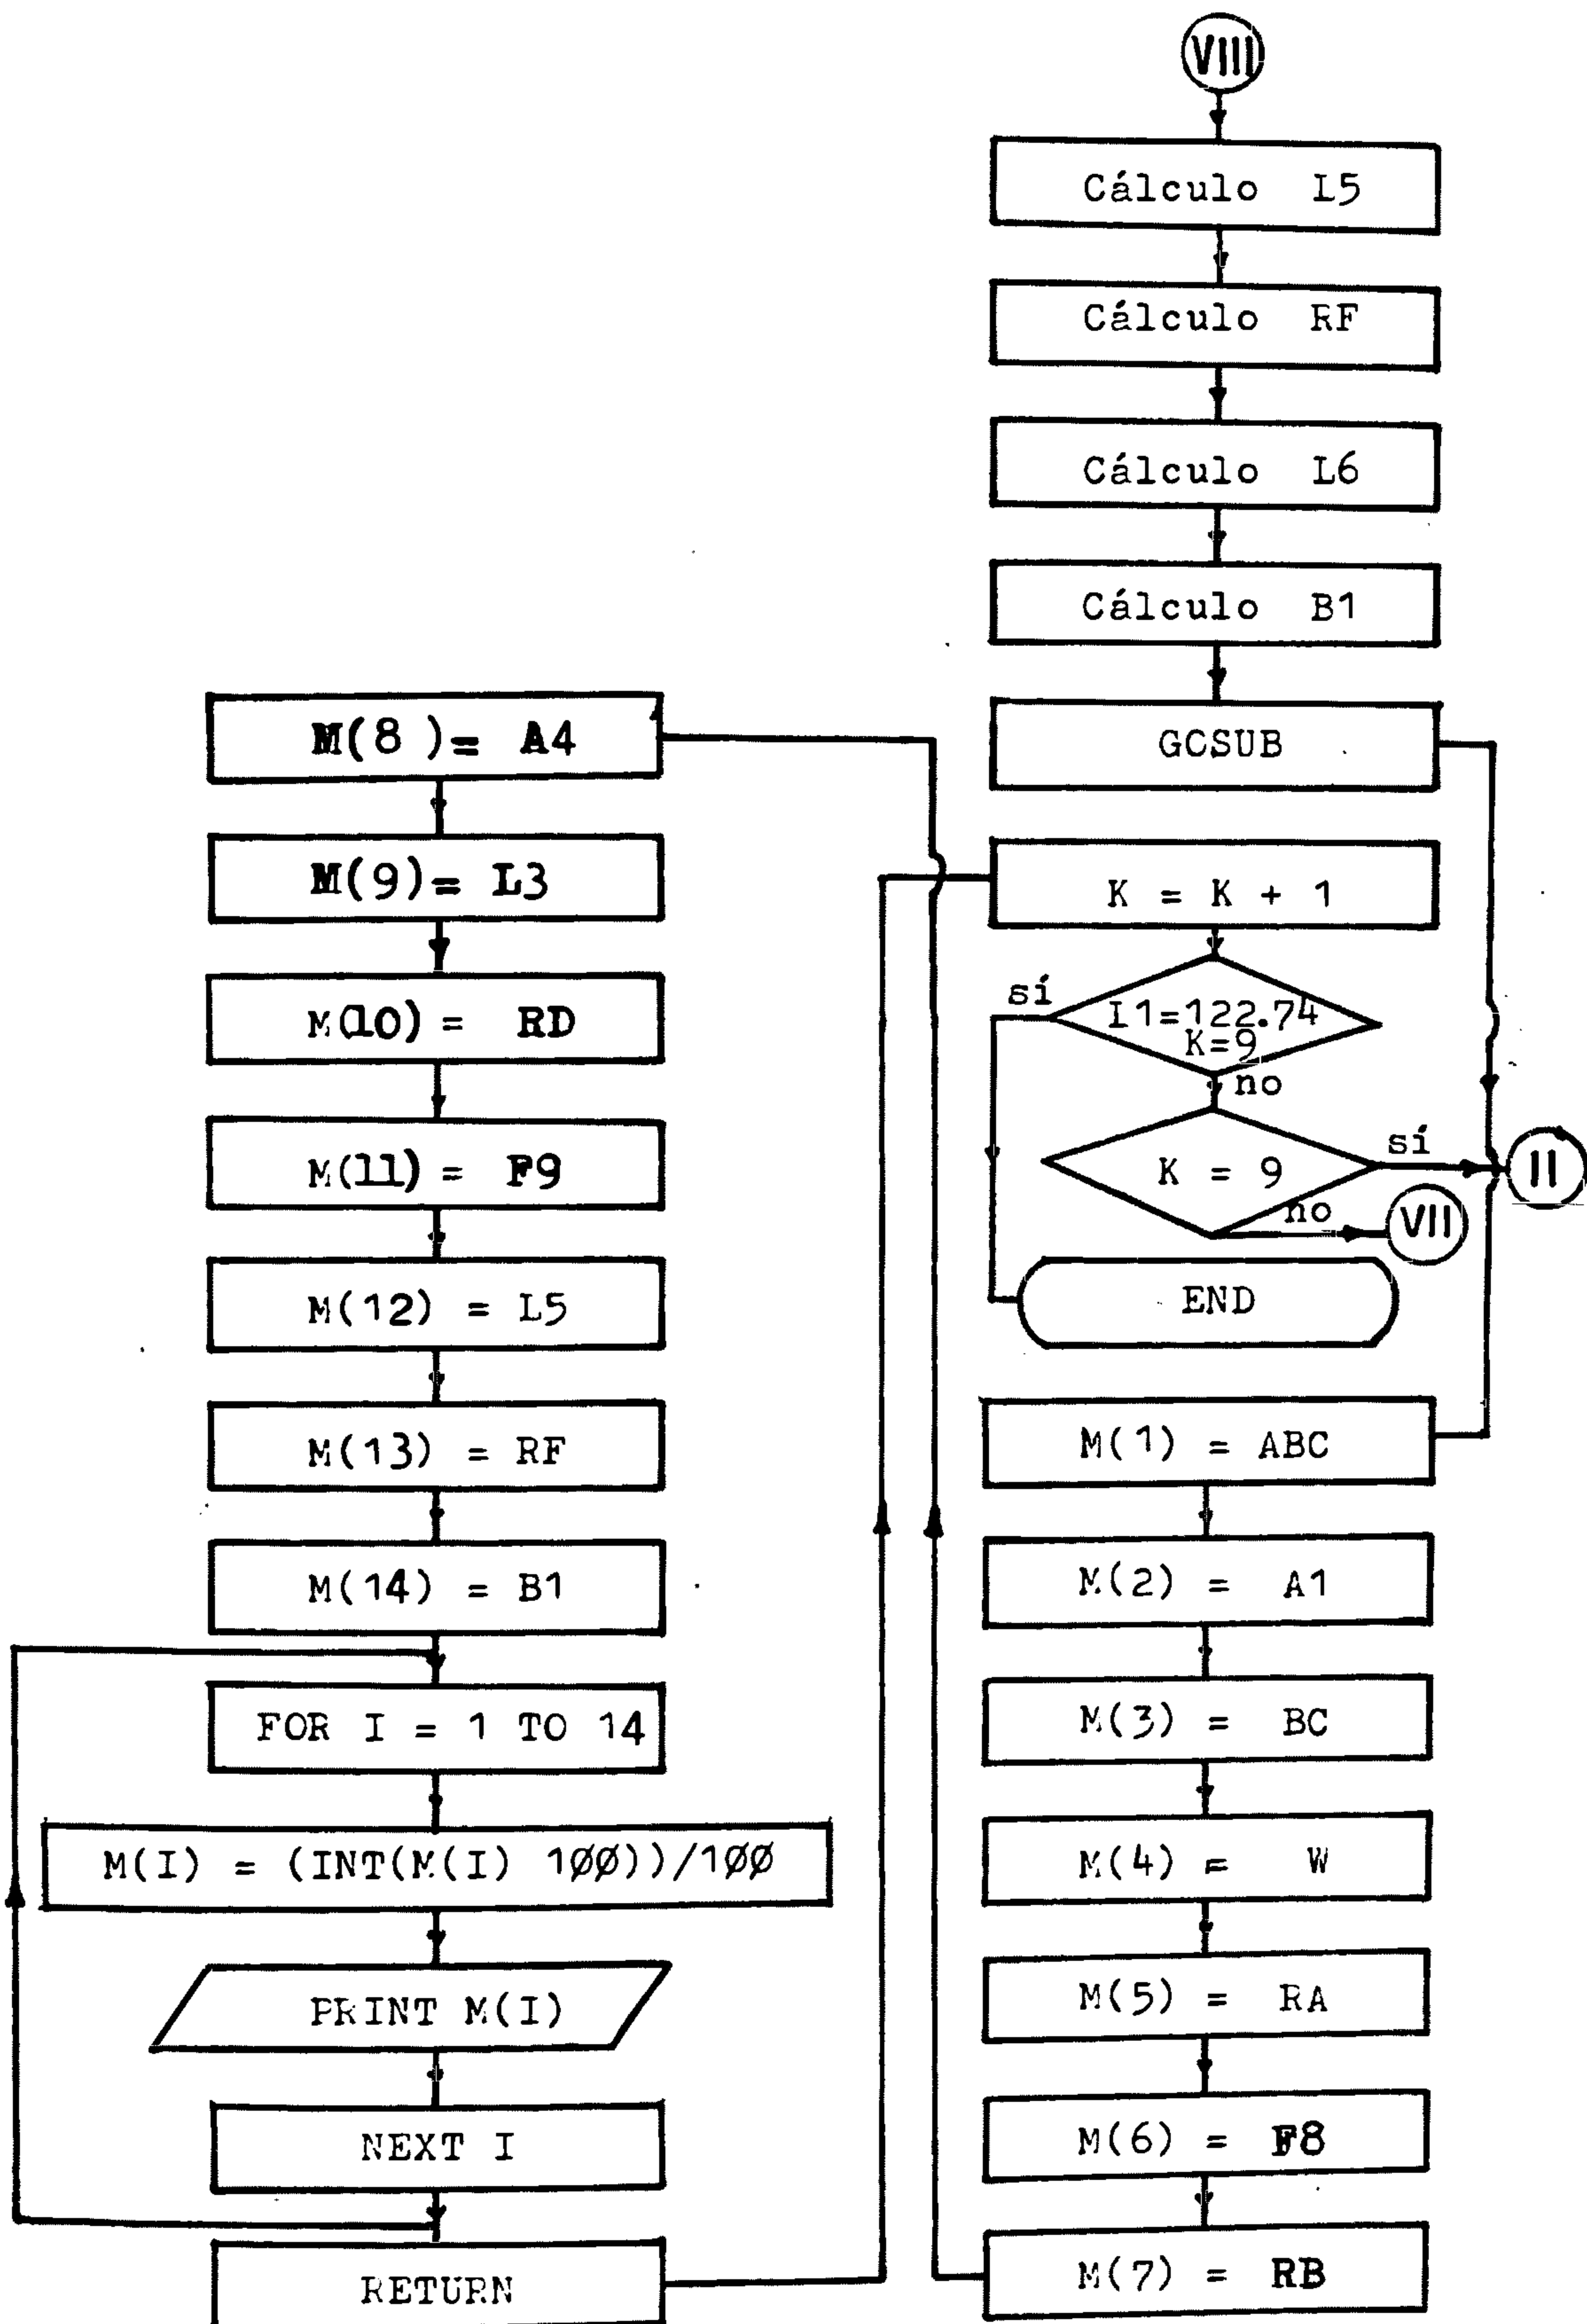 VIII
Cálculo L5
Cálculo RF
Cálculo L6
Cálculo B1
GOSUB
K = K + 1
sí
I1=122.74
K=9
no
K = 9
sí
II
no
VII
END
M(1) = ABC
M(2) = A1
M(3) = BC
M(4) = W
M(5) = RA
M(6) = F8
M(7) = RB
M(8 )= A4
M(9)= L3
M(10) = RD
M(11) = F9
M(12) = L5
M(13) = RF
M(14) = B1
FOR I = 1 TO 14
M(I) = (INT(M(I) 1ØØ))/1ØØ
PRINT M(I)
NEXT I
RETURN